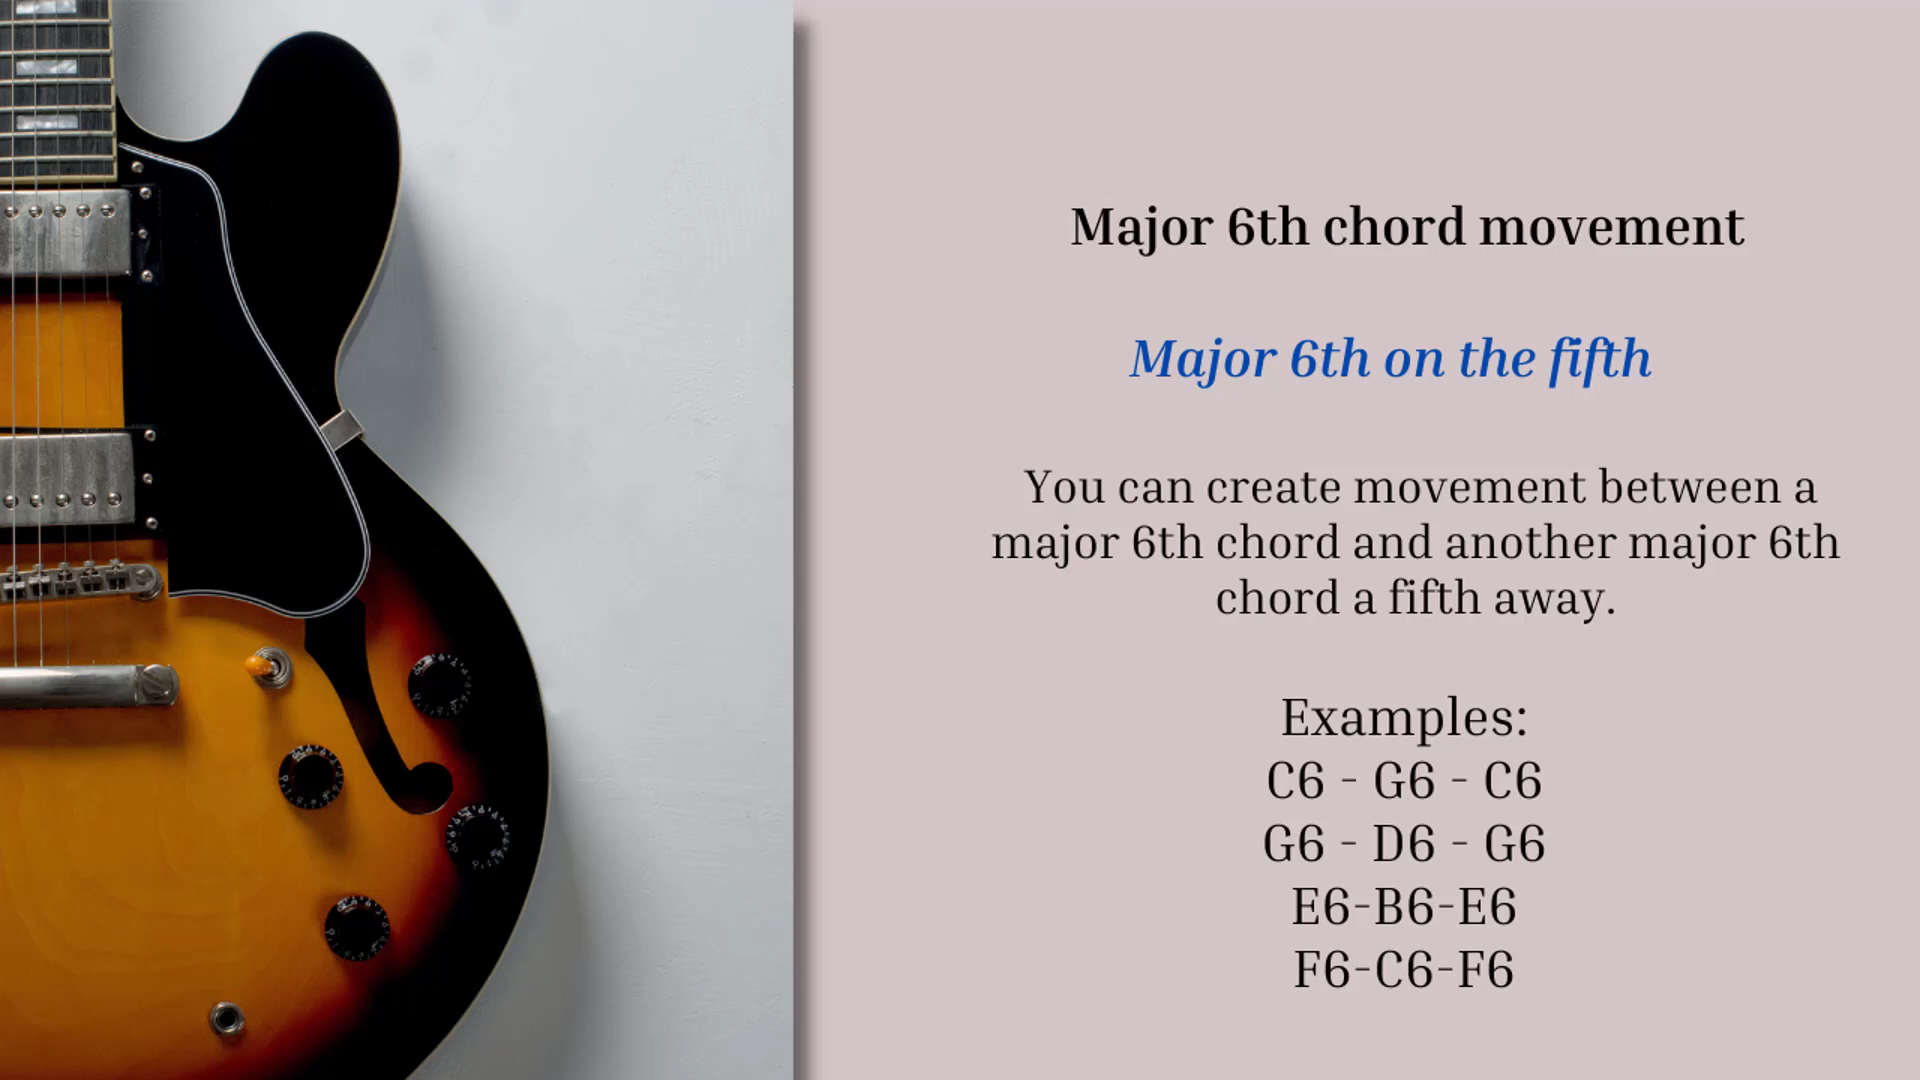 Major 6th chord movement
Major 6th on the fifth
You can create movement between a
major 6th chord and another major 6th
chord a fifth away.
Examples:
C6 - G6 - C6
G6 - D6 - G6
E6-B6-E6
F6-C6-F6